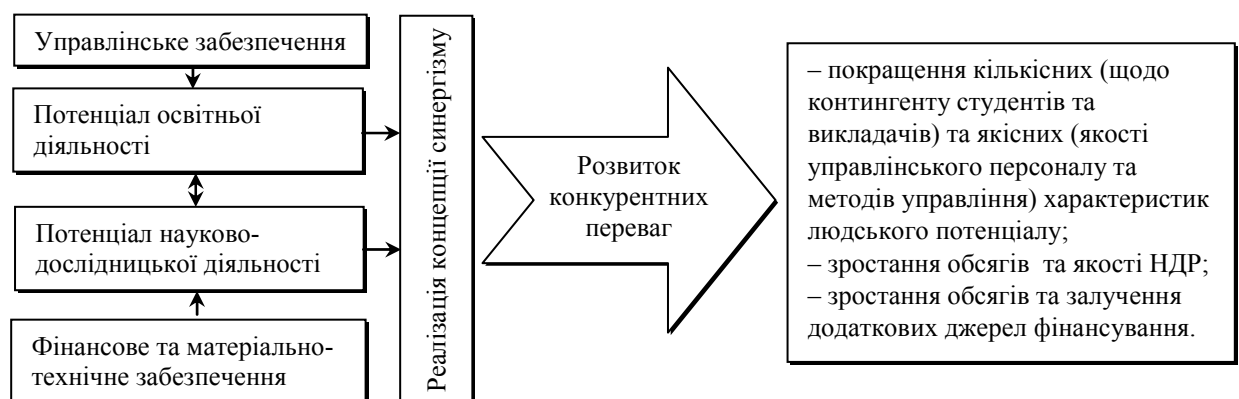 Управлінське забезпечення
Потенціал освітньої
діяльності
Потенціал науково-
дослідницької діяльності
Фінансове та матеріально-
технічне забезпечення
Реалізація концепції синергізму
Розвиток
конкурентних
переваг
– покращення кількісних (щодо
контингенту студентів та
викладачів) та якісних (якості
управлінського персоналу та
методів управління) характеристик
людського потенціалу;
– зростання обсягів та якості НДР;
– зростання обсягів та залучення
додаткових джерел фінансування.